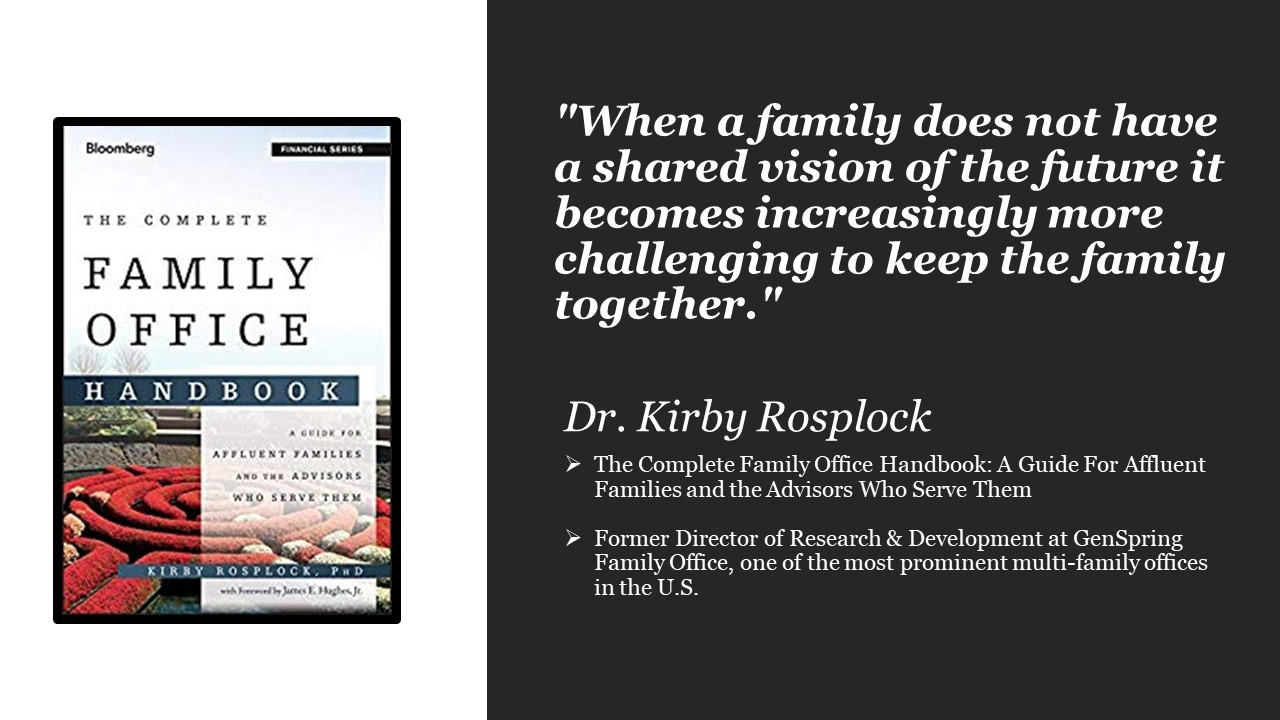 Bloomberg
FINANCIAL SERIES
THE COMPLETE
FAMILY
OFFICE
HANDBOOK
A GUIDE FOR
AFFLUENT FAMILIES
AND THE ADVISORS
WHO SERVE THEM
KIRBY ROSPLOCK, PHD
with Foreword by James E. Hughes, Jr.
"When a family does not have
a shared vision of the future it
becomes increasingly more
challenging to keep the family
together."
Dr. Kirby Rosplock
➢ The Complete Family Office Handbook: A Guide For Affluent
Families and the Advisors Who Serve Them
➢ Former Director of Research & Development at GenSpring
Family Office, one of the most prominent multi-family offices
in the U.S.